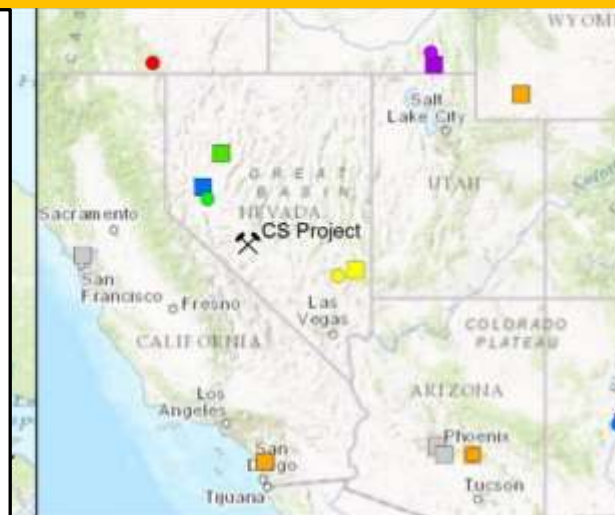 CA
WYOMI
Salt
Lake City
GREAT
BASIN
UTAH
NEVADA
Sacramento
CS Project
San
Francisco
Fresno
Las
Vegas
CALIFORNIA
COLORADO
PLATEAU
Los
Angeles
ARIZONA
Phoenix
San
Diego
Tucson
Tijuana